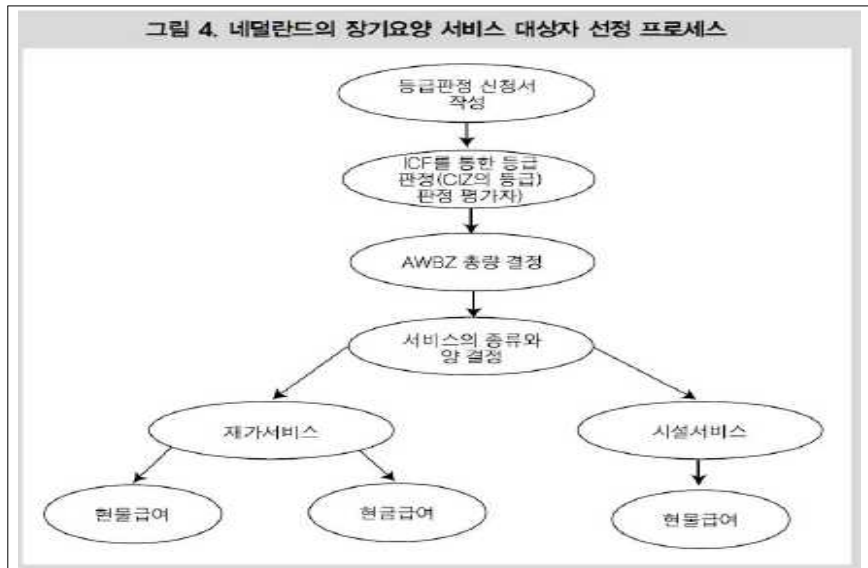 그림 4. 네덜란드의 장기요양 서비스 대상자 선정 프로세스
등급판정 신청서
작성
ICF를 통한 등급
판정(CIZ의 등급)
판정 평가자)
AWBZ 총량 결정
서비스의 종류와
양 결정
재가서비스
시설서비스
현물급여
현금급여
현물급여